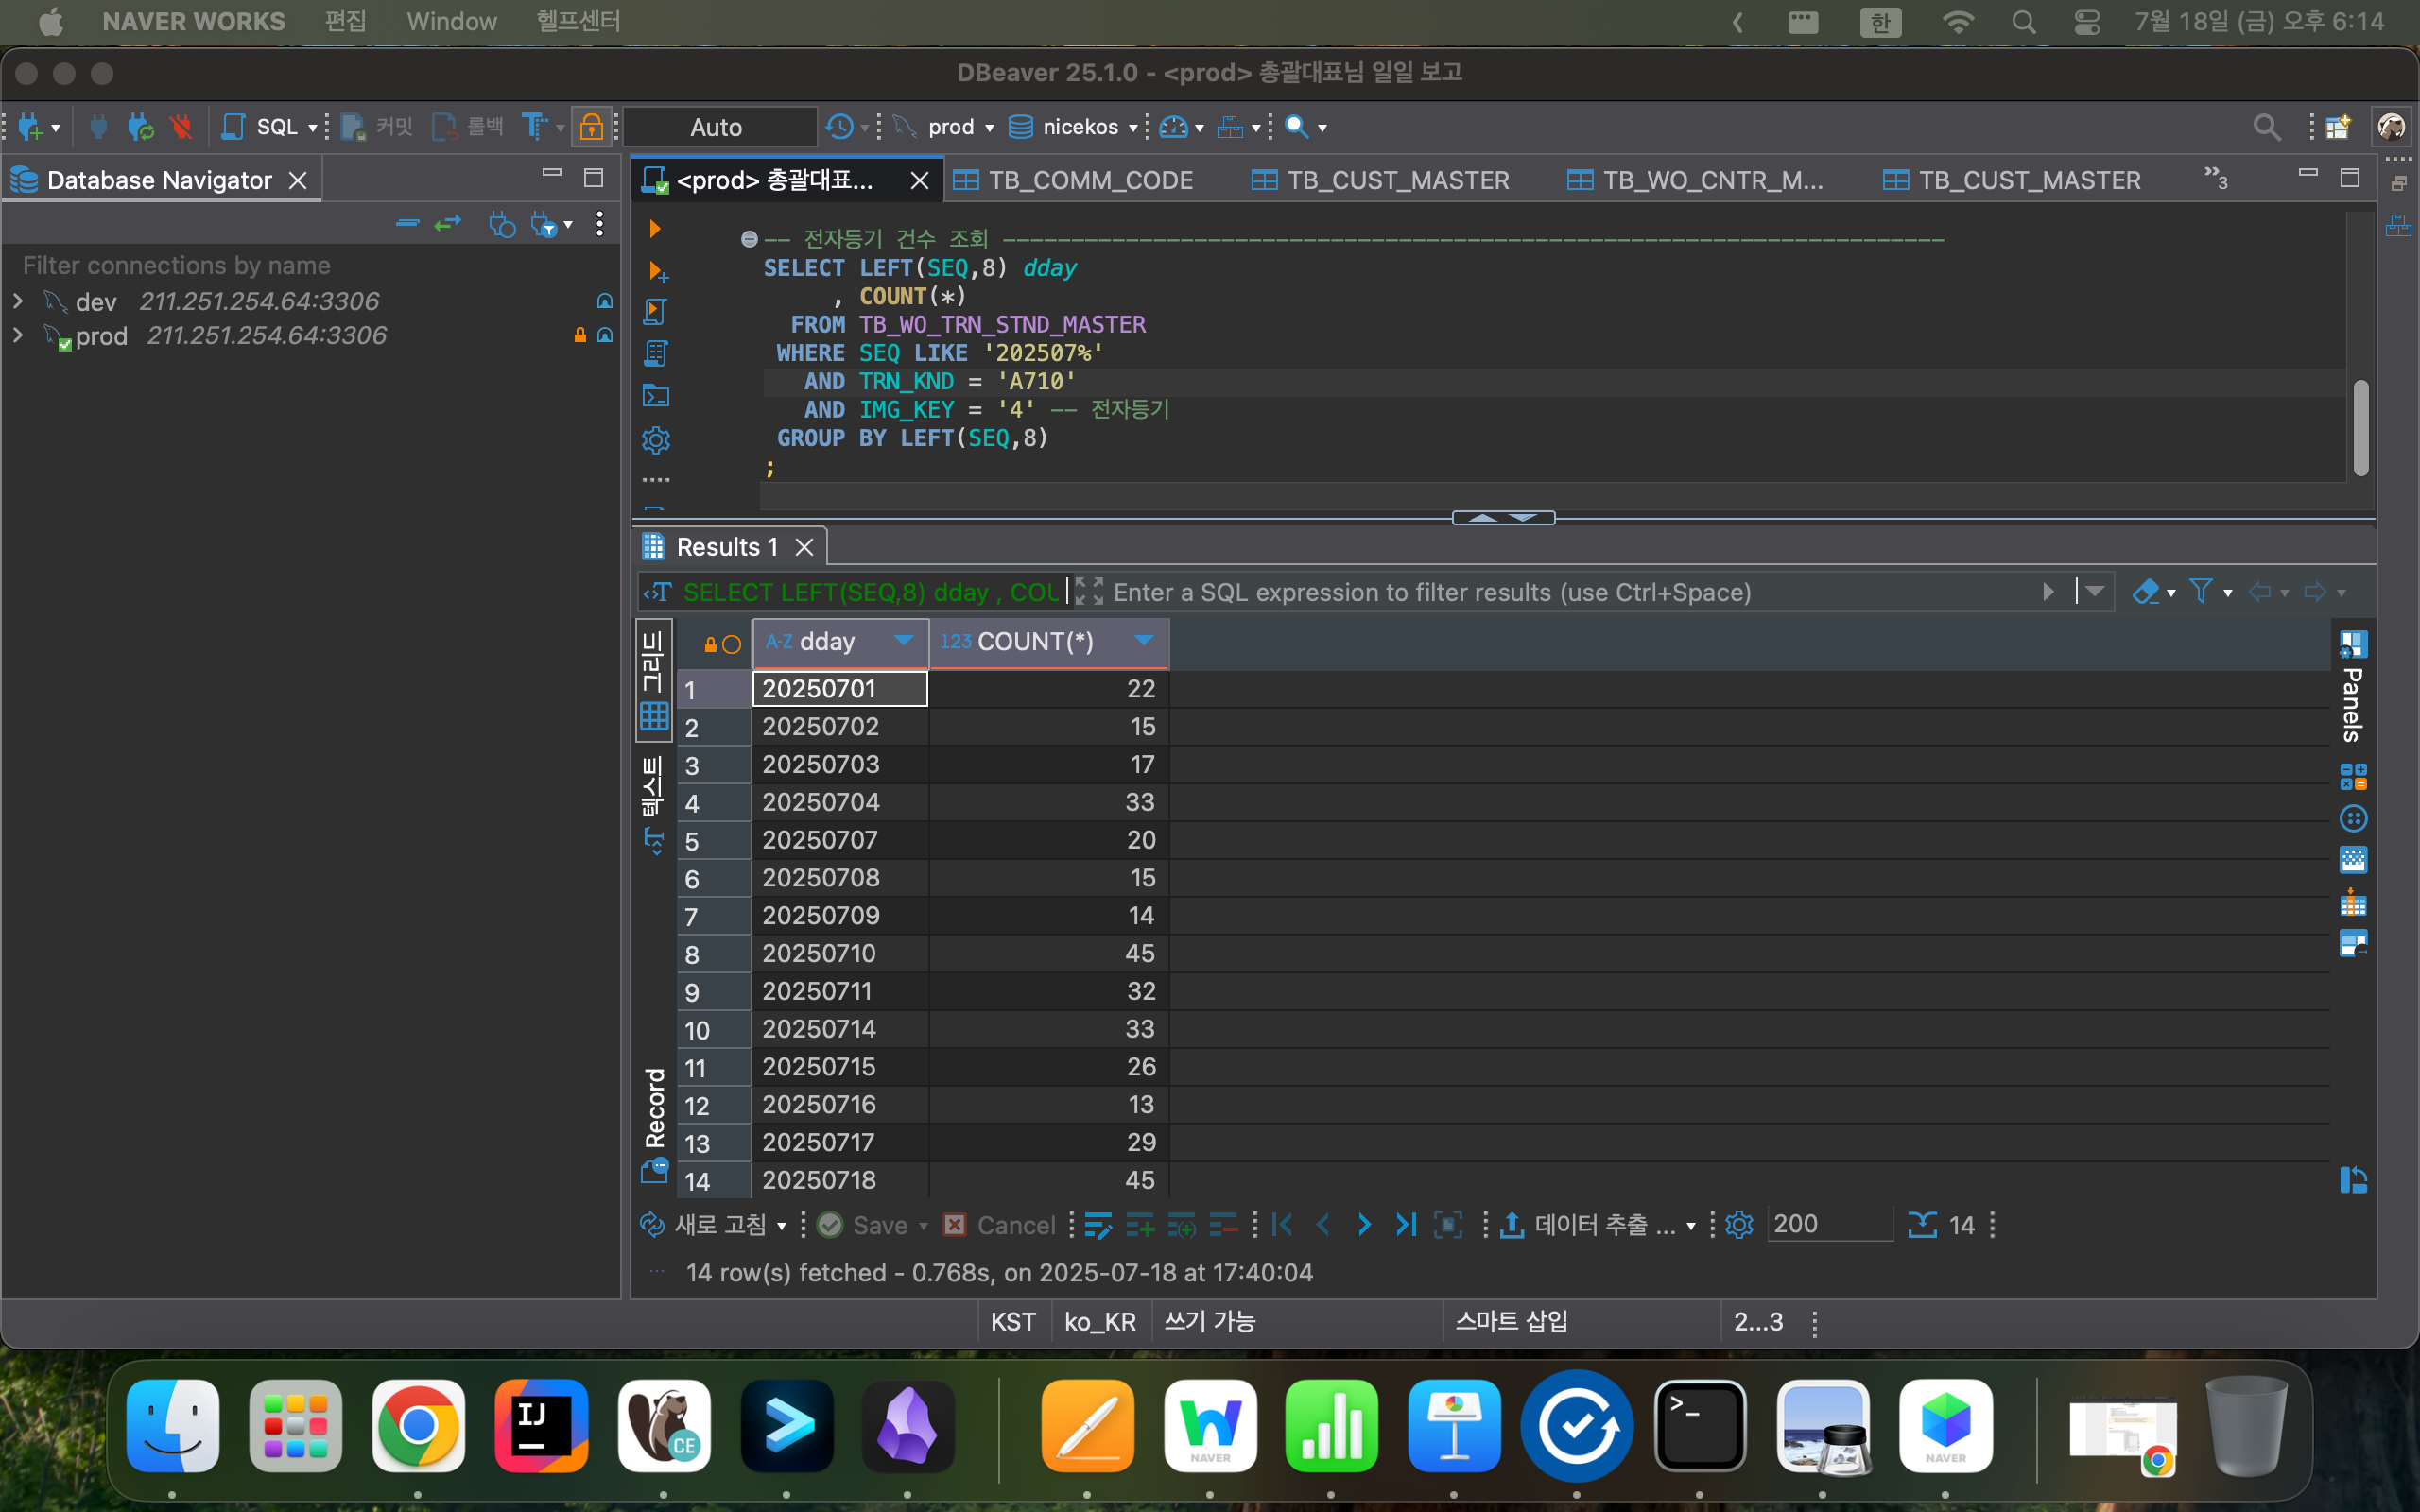 NAVER WORKS 편집 Window 헬프센터 한 7월 18일 (금) 오후 6:14
DBeaver 25.1.0 - <prod> 총괄대표님 일일 보고
SQL 커밋 롤백 Auto prod nicekos
Database Navigator
Filter connections by name
dev 211.251.254.64:3306
prod 211.251.254.64:3306
<prod> 총괄대표... TB_COMM_CODE TB_CUST_MASTER TB_WO_CNTR_M... TB_CUST_MASTER »3
-- 전자등기 건수 조회 ---------------------------------------------------------------------
SELECT LEFT(SEQ,8) dday
, COUNT(*)
FROM TB_WO_TRN_STND_MASTER
WHERE SEQ LIKE '202507%'
AND TRN_KND = 'A710'
AND IMG_KEY = '4' -- 전자등기
GROUP BY LEFT(SEQ,8)
;
Results 1
SELECT LEFT(SEQ,8) dday , COU Enter a SQL expression to filter results (use Ctrl+Space)
그리드
텍스트
Record
A-Z dday 123 COUNT(*)
1 20250701 22
2 20250702 15
3 20250703 17
4 20250704 33
5 20250707 20
6 20250708 15
7 20250709 14
8 20250710 45
9 20250711 32
10 20250714 33
11 20250715 26
12 20250716 13
13 20250717 29
14 20250718 45
Panels
새로 고침 Save Cancel 데이터 추출 ... 200 14
14 row(s) fetched - 0.768s, on 2025-07-18 at 17:40:04
KST ko_KR 쓰기 가능 스마트 삽입 2...3
IJ
CE
NAVER
>_
NAVER